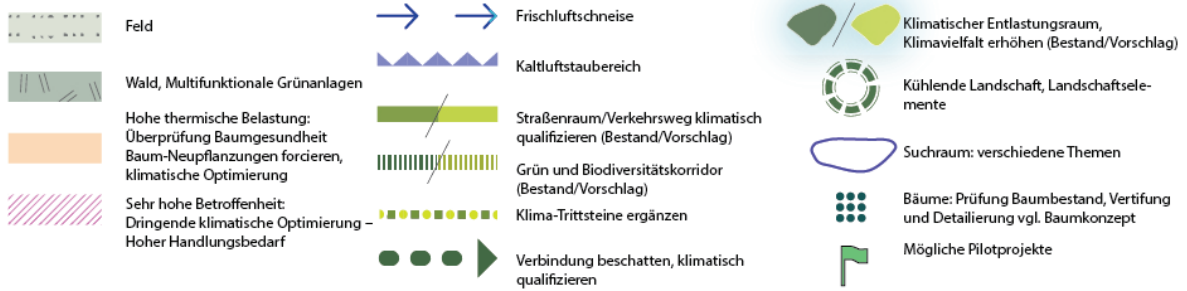 Feld
Wald, Multifunktionale Grünanlagen
Hohe thermische Belastung:
Überprüfung Baumgesundheit
Baum-Neupflanzungen forcieren,
klimatische Optimierung
Sehr hohe Betroffenheit:
Dringende klimatische Optimierung –
Hoher Handlungsbedarf
Frischluftschneise
Kaltluftstaubereich
Straßenraum/Verkehrsweg klimatisch
qualifizieren (Bestand/Vorschlag)
Grün und Biodiversitätskorridor
(Bestand/Vorschlag)
Klima-Trittsteine ergänzen
Verbindung beschatten, klimatisch
qualifizieren
Klimatischer Entlastungsraum,
Klimavielfalt erhöhen (Bestand/Vorschlag)
Kühlende Landschaft, Landschaftsele-
mente
Suchraum: verschiedene Themen
Bäume: Prüfung Baumbestand, Vertifung
und Detailierung vgl. Baumkonzept
Mögliche Pilotprojekte